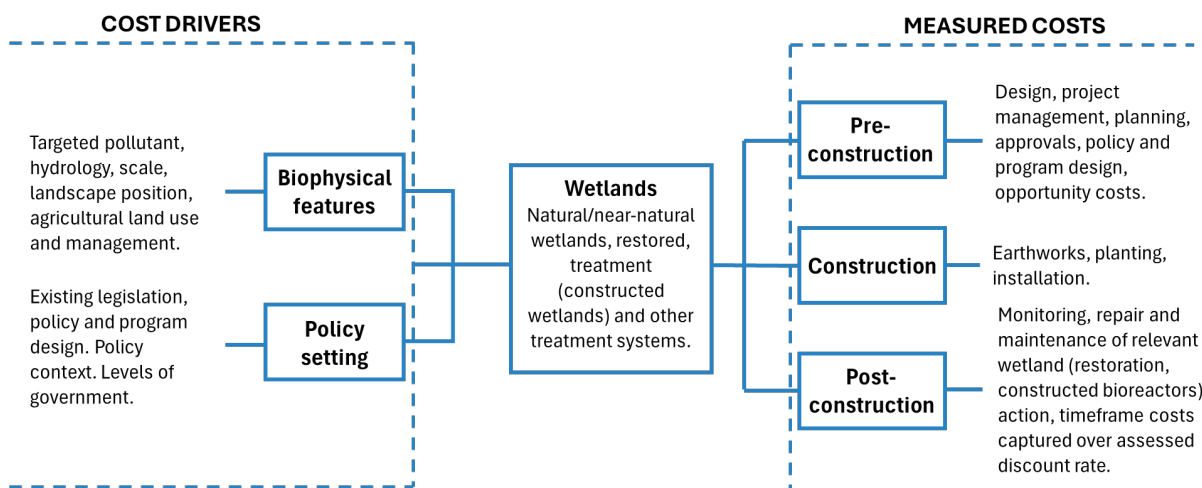 COST DRIVERS
Targeted pollutant,
hydrology, scale,
landscape position,
agricultural land use
and management.
Biophysical
features
Existing legislation,
policy and program
design. Policy
context. Levels of
government.
Policy
setting
Wetlands
Natural/near-natural
wetlands, restored,
treatment
(constructed
wetlands) and other
treatment systems.
MEASURED COSTS
Pre-
construction
Design, project
management, planning,
approvals, policy and
program design,
opportunity costs.
Construction
Earthworks, planting,
installation.
Post-
construction
Monitoring, repair and
maintenance of relevant
wetland (restoration,
constructed bioreactors)
action, timeframe costs
captured over assessed
discount rate.